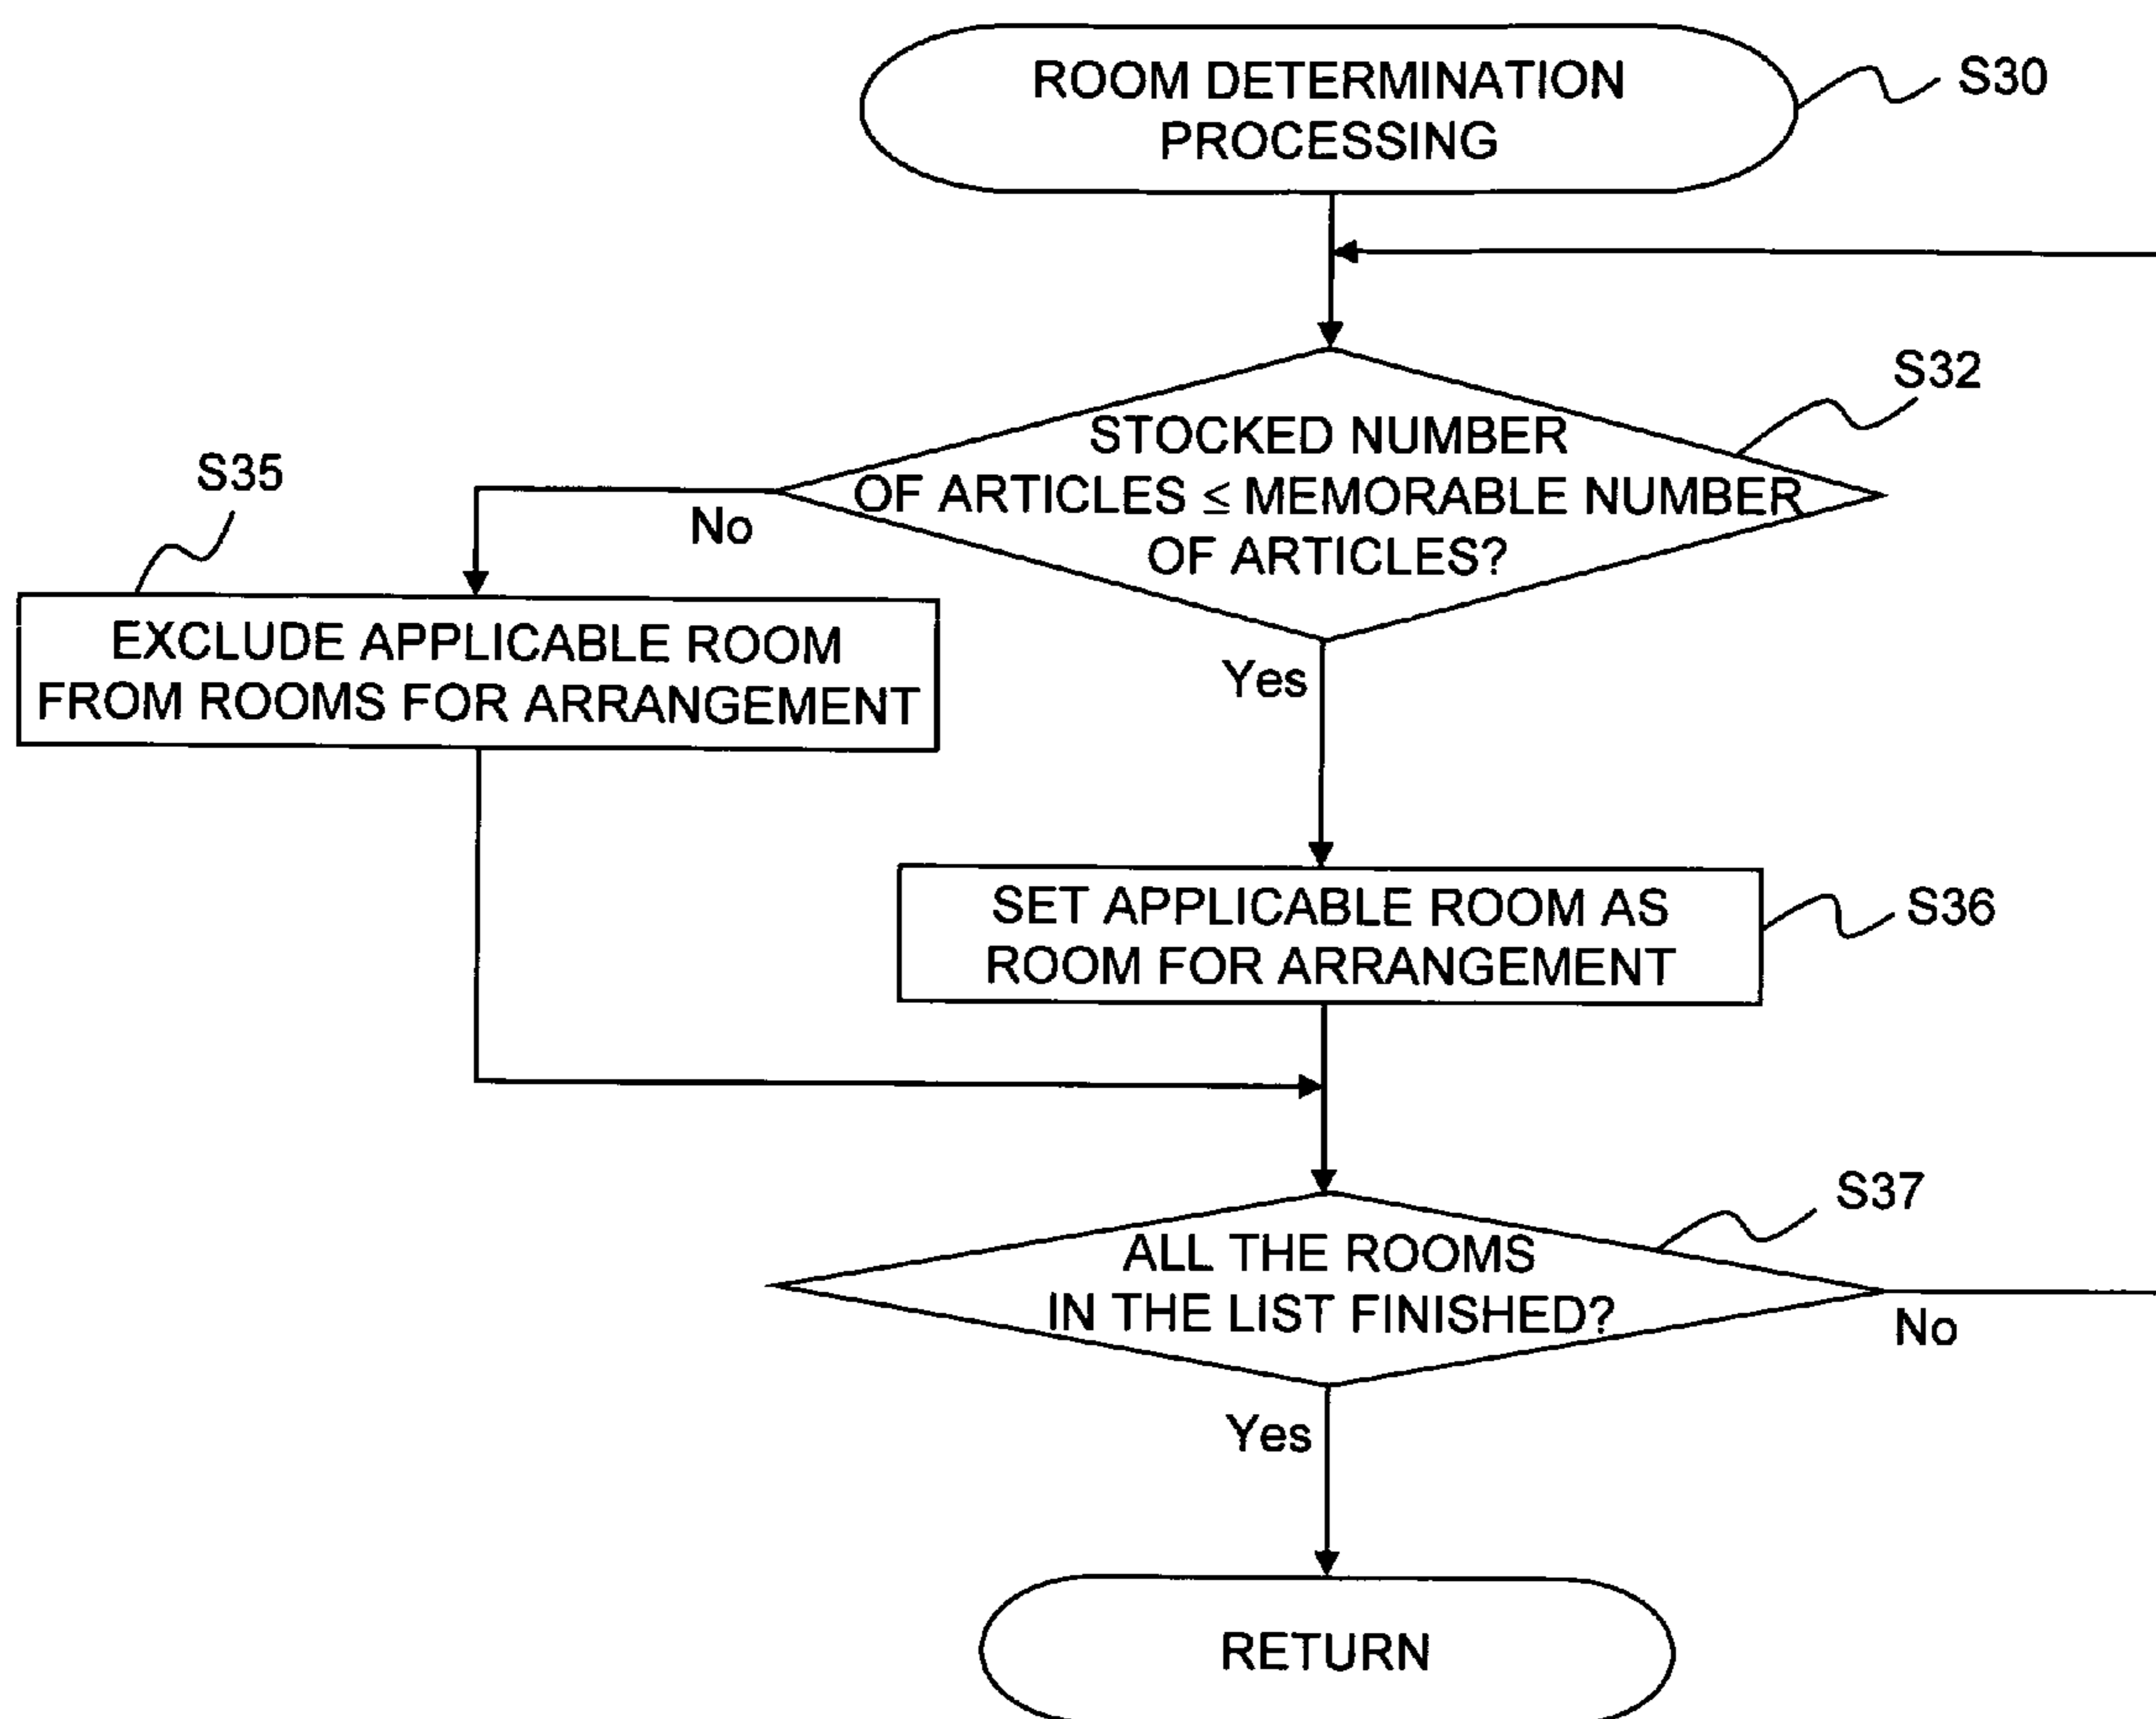 ROOM DETERMINATION
PROCESSING
S30
S32
STOCKED NUMBER
OF ARTICLES ≤ MEMORABLE NUMBER
OF ARTICLES?
No
S35
EXCLUDE APPLICABLE ROOM
FROM ROOMS FOR ARRANGEMENT
Yes
SET APPLICABLE ROOM AS
ROOM FOR ARRANGEMENT
S36
S37
ALL THE ROOMS
IN THE LIST FINISHED?
No
Yes
RETURN